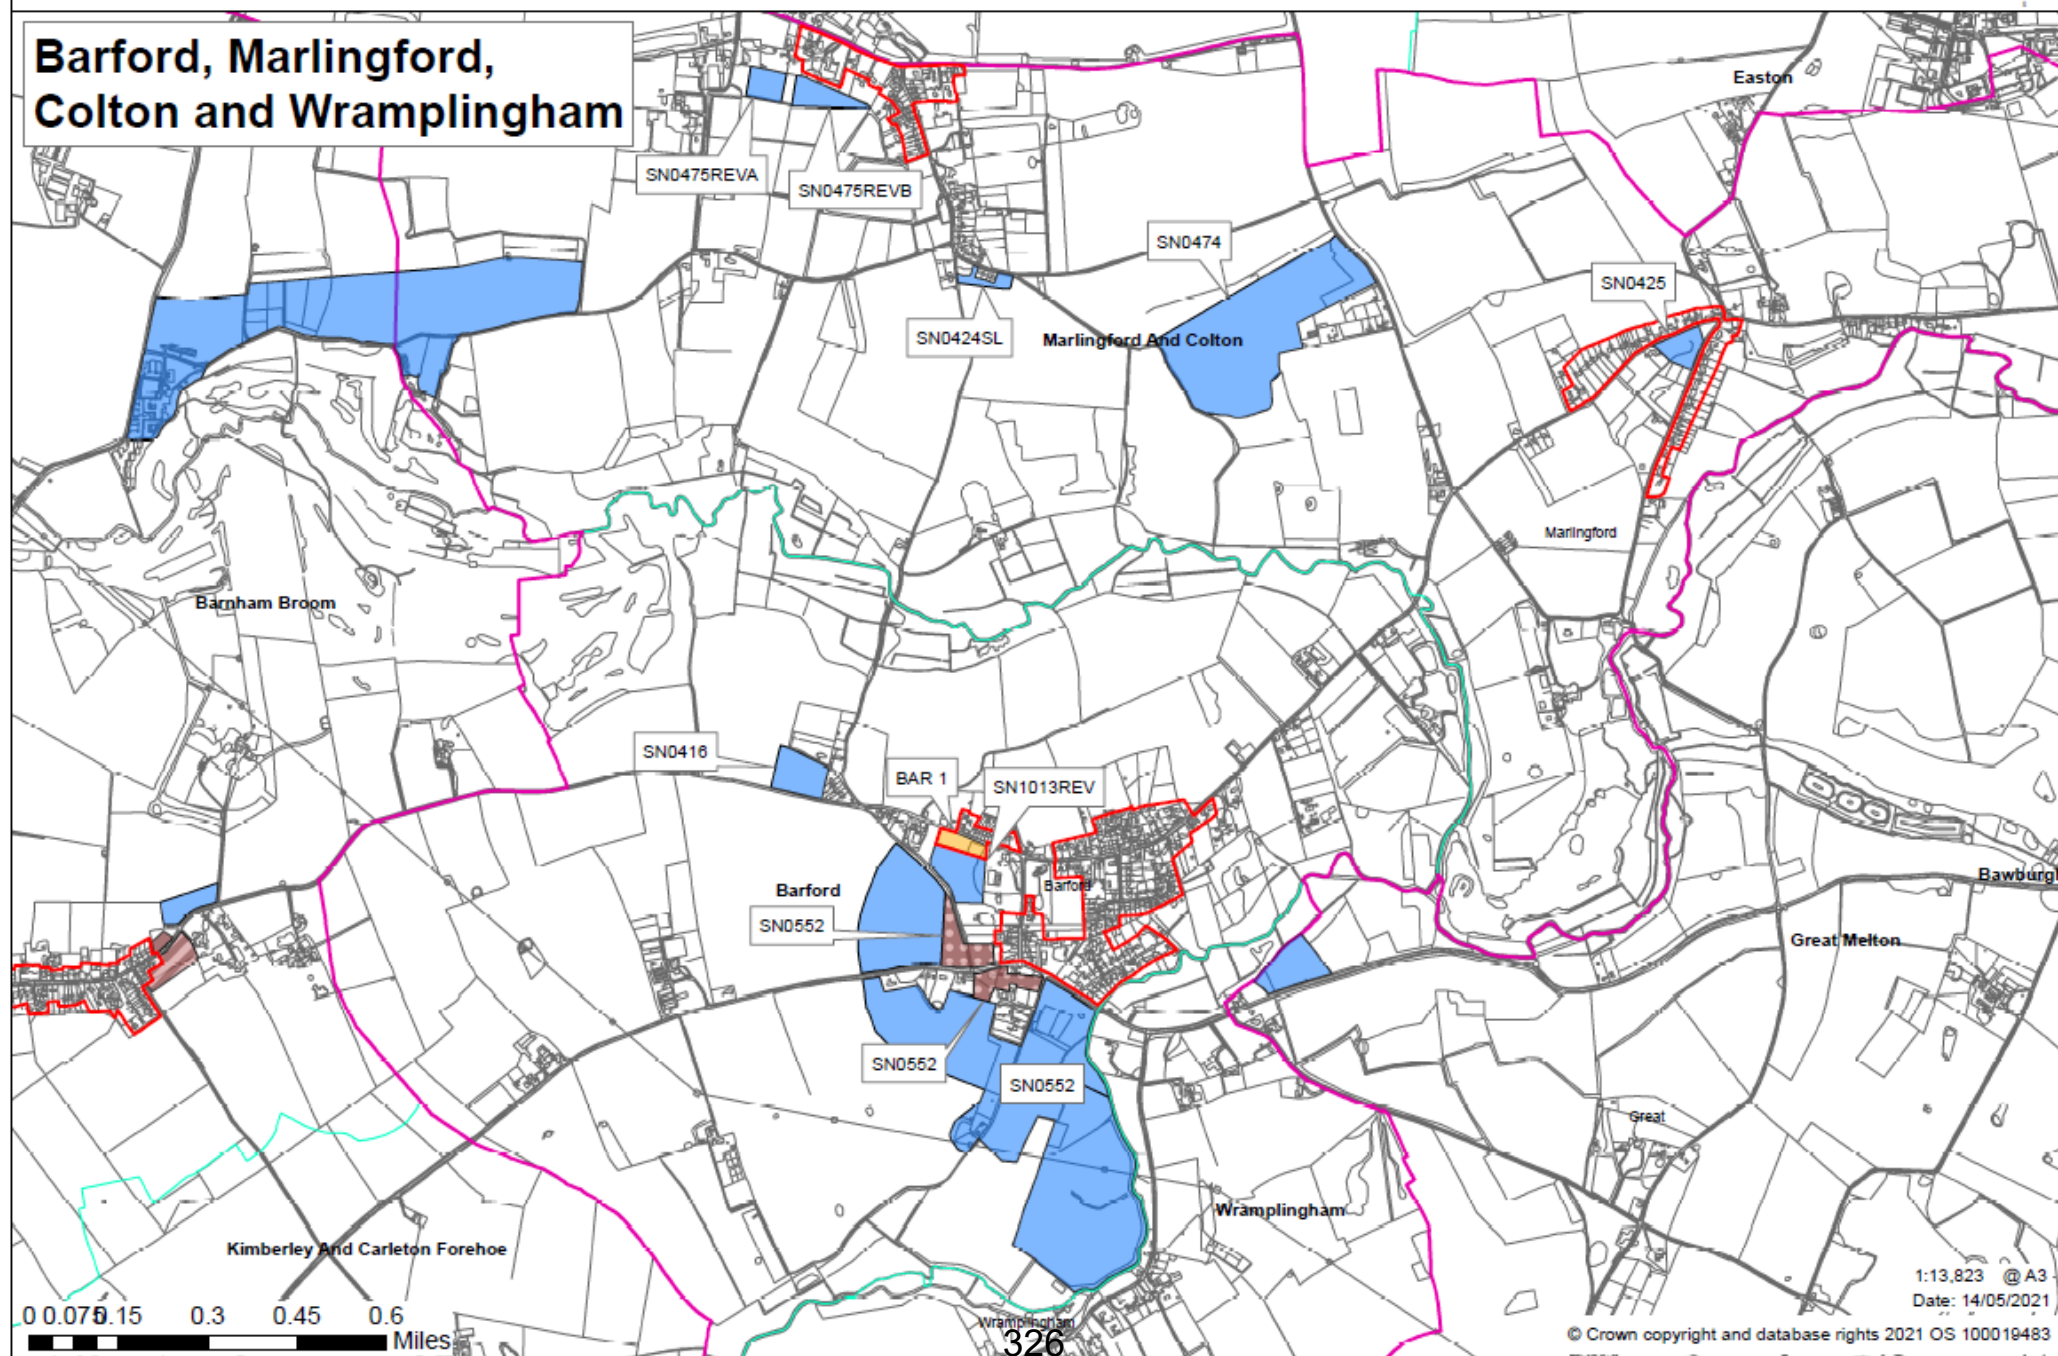 Barford, Marlingford,
Colton and Wramplingham
Easton
SN0475REVA
SN0475REVB
SN0474
SN0425
SN0424SL
Marlingford And Colton
Marlingford
Barnham Broom
SN0416
BAR 1
SN1013REV
Barford
Barford
Bawburgh
SN0552
Great Melton
SN0552
SN0552
Great
Wramplingham
Kimberley And Carleton Forehoe
1:13,823 @ A3
Date: 14/05/2021
0 0.075 0.15 0.3 0.45 0.6
Miles
Wramplingham
326
© Crown copyright and database rights 2021 OS 100019483